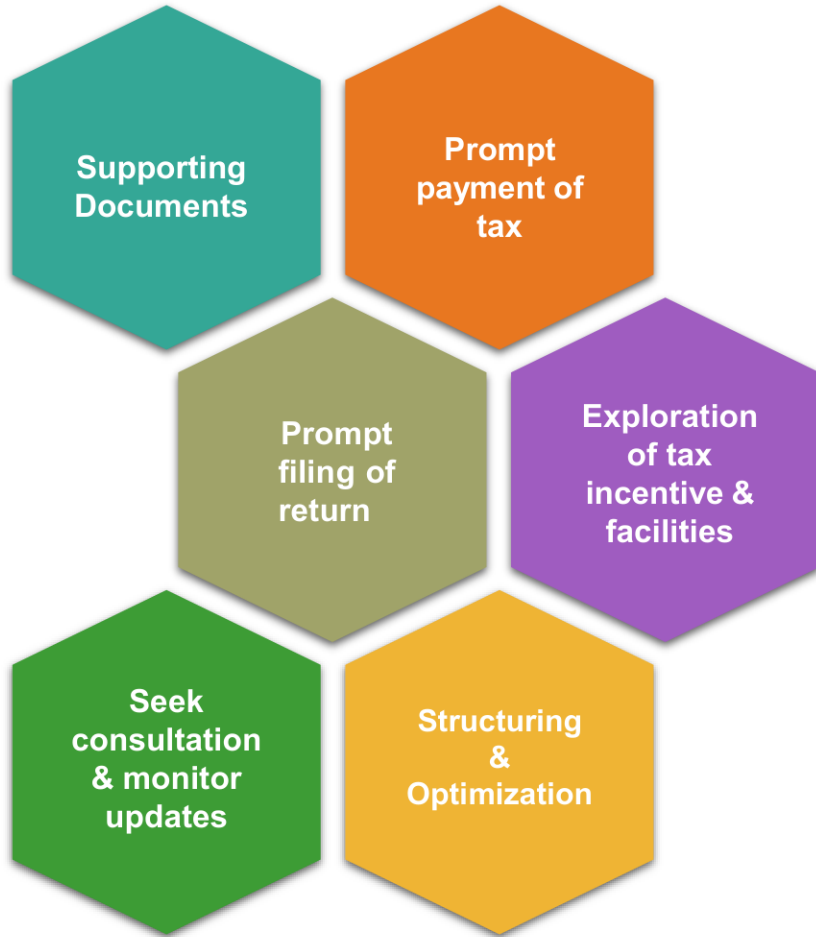 Supporting
Documents
Prompt
payment of
tax
Prompt
filing of
return
Exploration
of tax
incentive &
facilities
Seek
consultation
& monitor
updates
Structuring
&
Optimization